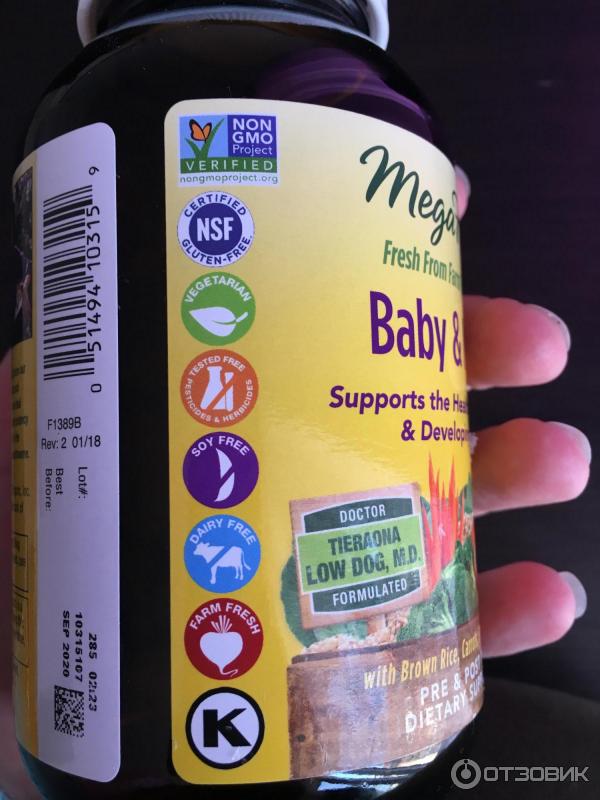 NON
GMO
Project
VERIFIED
nongmoproject.org
CERTIFIED
NSF
GLUTEN-FREE
VEGETARIAN
TESTED FREE
PESTICIDES & HERBICIDES
SOY FREE
DAIRY FREE
FARM FRESH
K
Mega
Fresh From Farm
Baby &
Supports the
& Develop
DOCTOR
TIERAONA
LOW DOG, M.D.
FORMULATED
with Brown Rice,
PRE & POS
DIETARY SUP
0 51494 10315 9
F1389B
Rev: 2 01/18
Lot#:
Best
Before:
285 02:23
10315107
SEP 2020
ОТЗОВИК